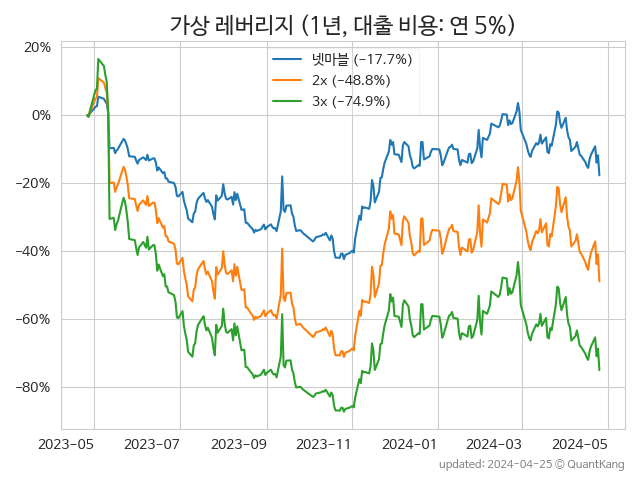 가상 레버리지 (1년, 대출 비용: 연 5%)
넷마블 (−17.7%)
2x (−48.8%)
3x (−74.9%)
20%
0%
−20%
−40%
−60%
−80%
2023-05 2023-07 2023-09 2023-11 2024-01 2024-03 2024-05
updated: 2024-04-25 ⓒ QuantKang